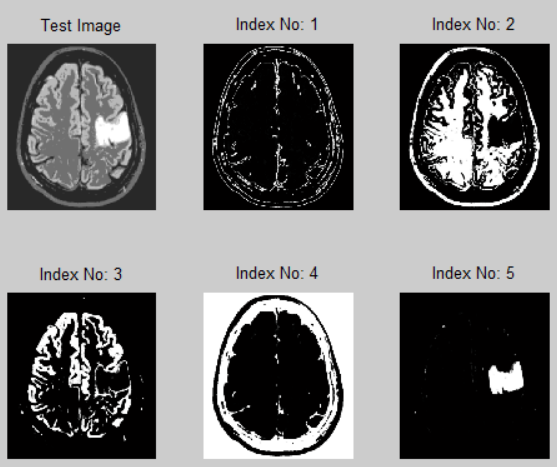 Test Image
Index No: 1
Index No: 2
Index No: 3
Index No: 4
Index No: 5